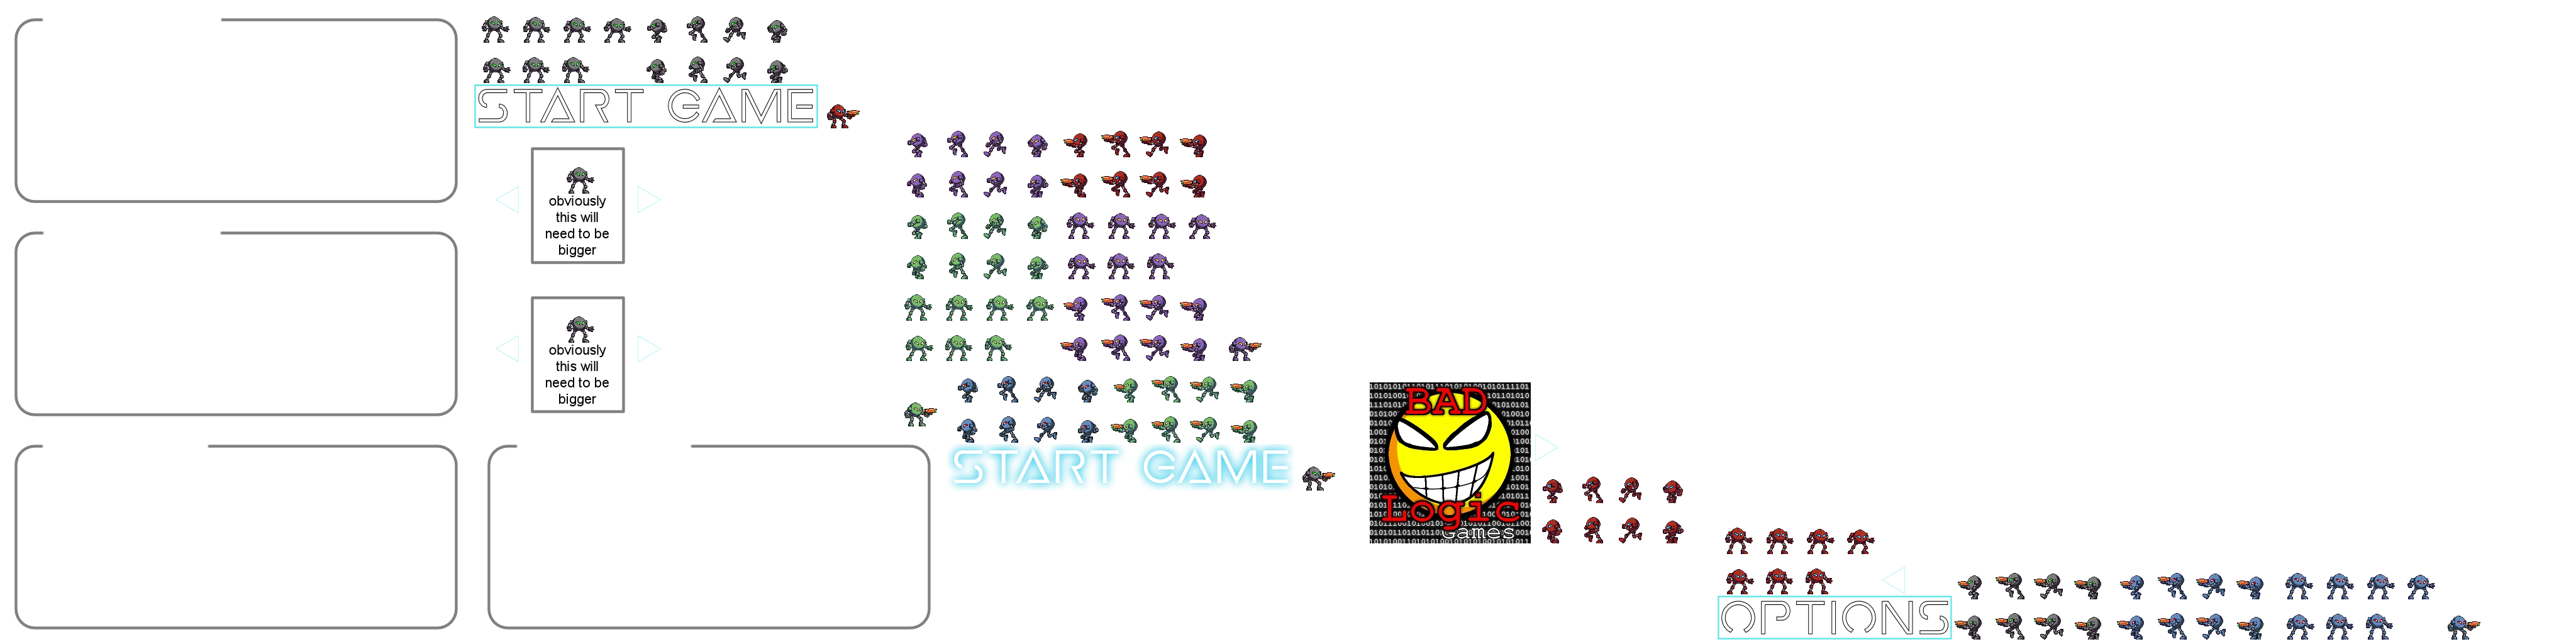 START GAME
obviously
this will
need to be
bigger
obviously
this will
need to be
bigger
START GAME
BAD
Logic
Games
OPTIONS